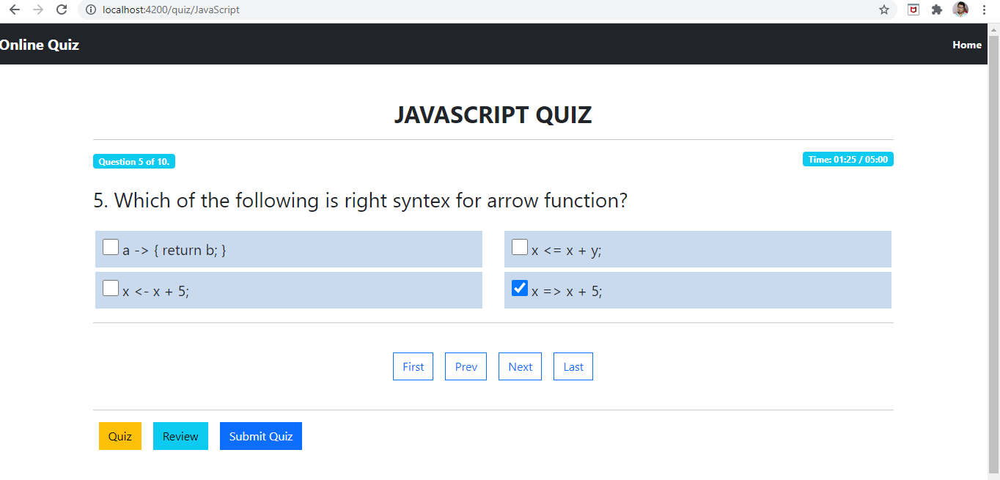 localhost:4200/quiz/JavaScript
Online Quiz
Home
JAVASCRIPT QUIZ
Question 5 of 10.
Time: 01:25 / 05:00
5. Which of the following is right syntex for arrow function?
a -> { return b; }
x <= x + y;
x <- x + 5;
x => x + 5;
First
Prev
Next
Last
Quiz
Review
Submit Quiz